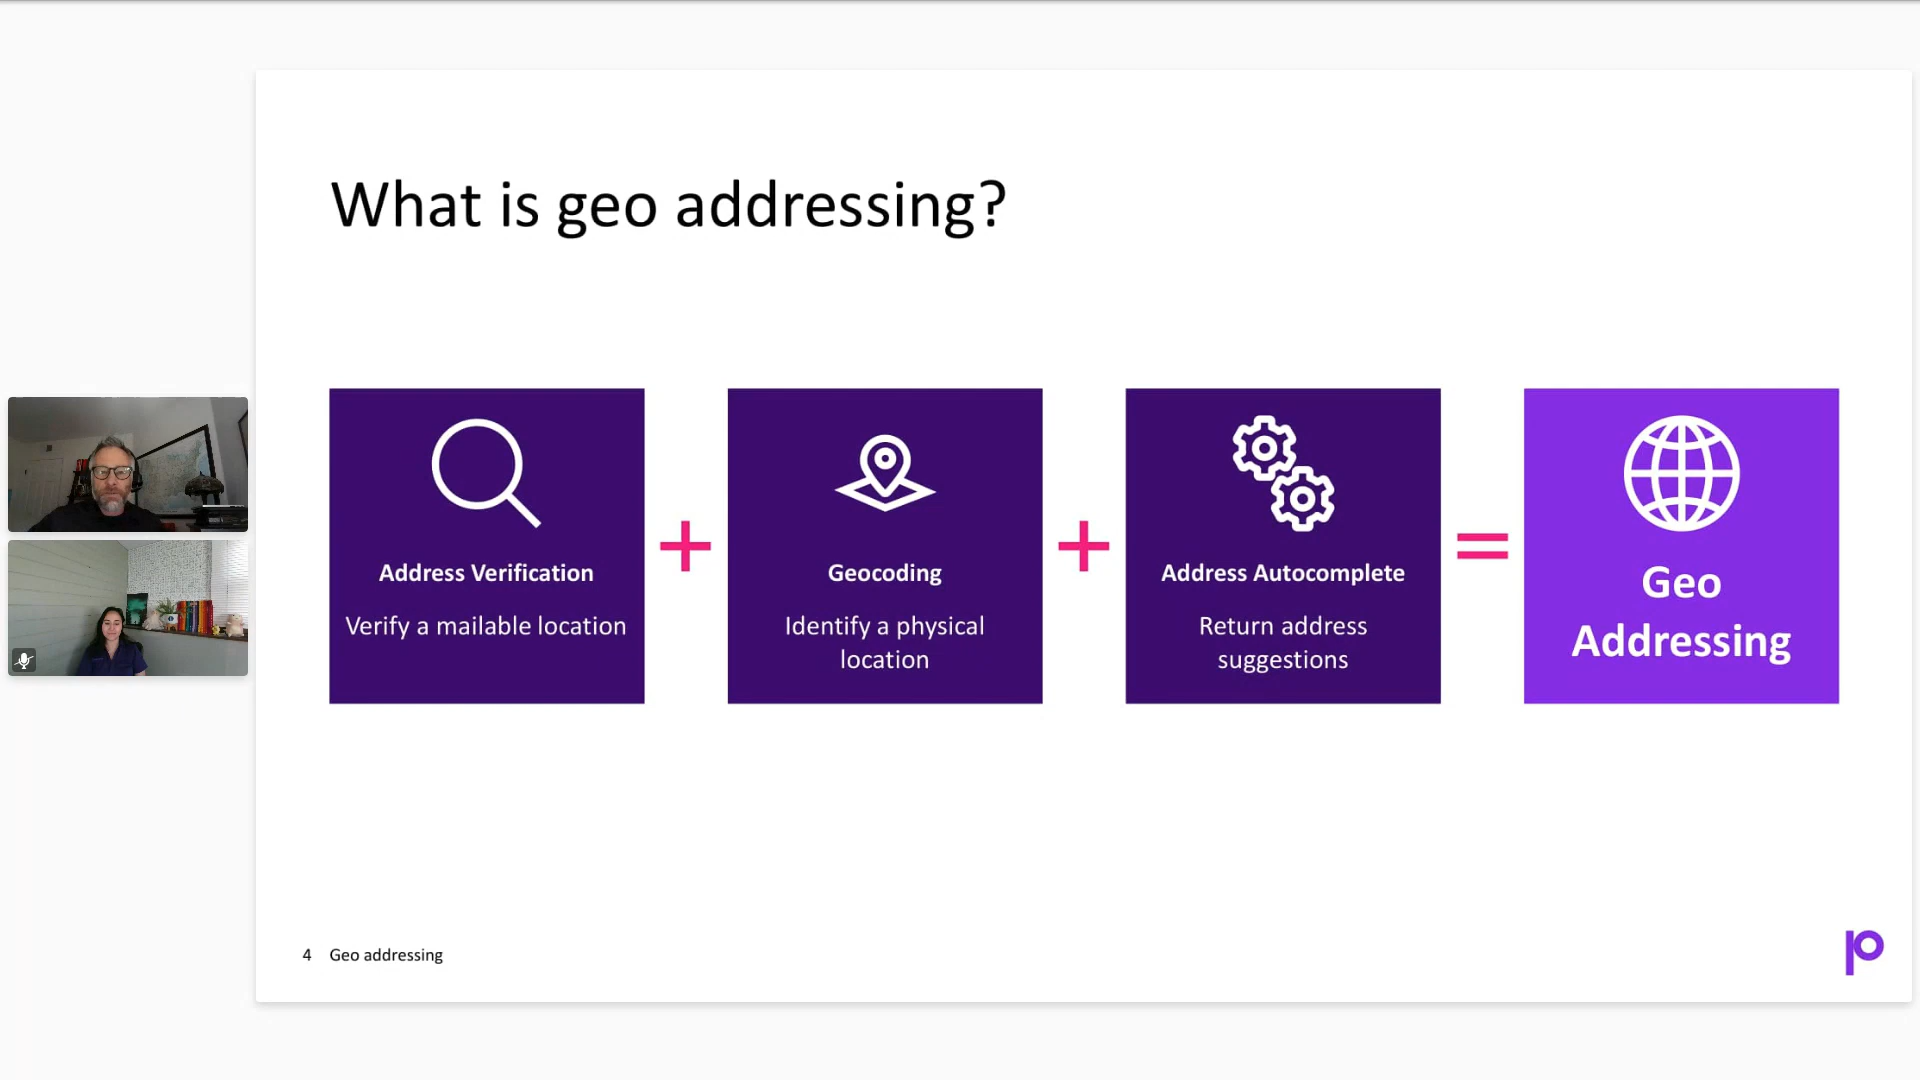 What is geo addressing?
Address Verification
Verify a mailable location
+
Geocoding
Identify a physical
location
+
Address Autocomplete
Return address
suggestions
=
Geo
Addressing
4 Geo addressing
p